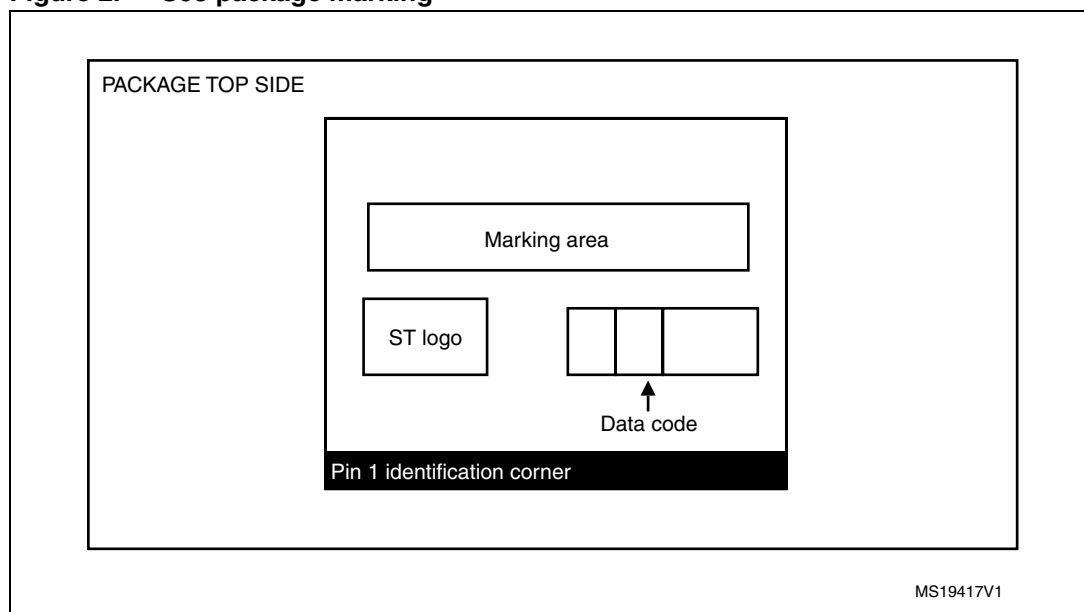 PACKAGE TOP SIDE
Marking area
ST logo
Data code
Pin 1 identification corner
MS19417V1